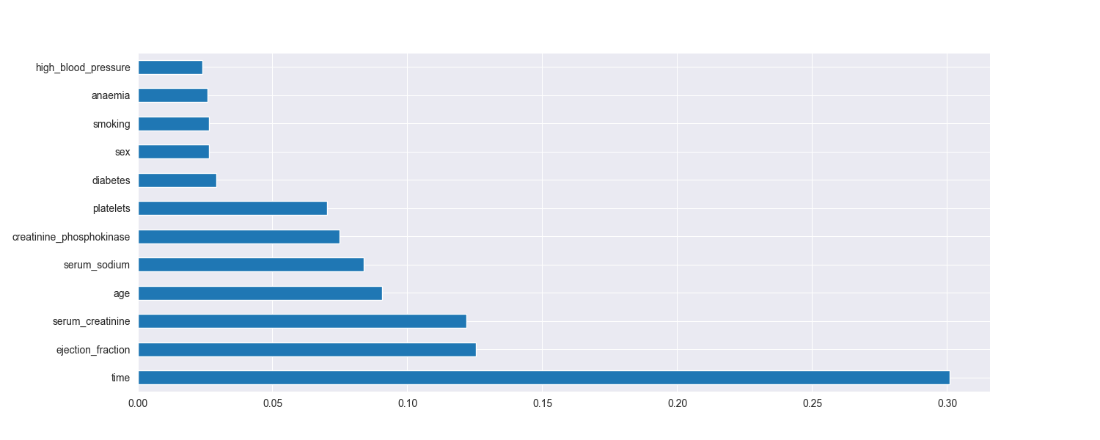 high_blood_pressure
anaemia
smoking
sex
diabetes
platelets
creatinine_phosphokinase
serum_sodium
age
serum_creatinine
ejection_fraction
time
0.00 0.05 0.10 0.15 0.20 0.25 0.30